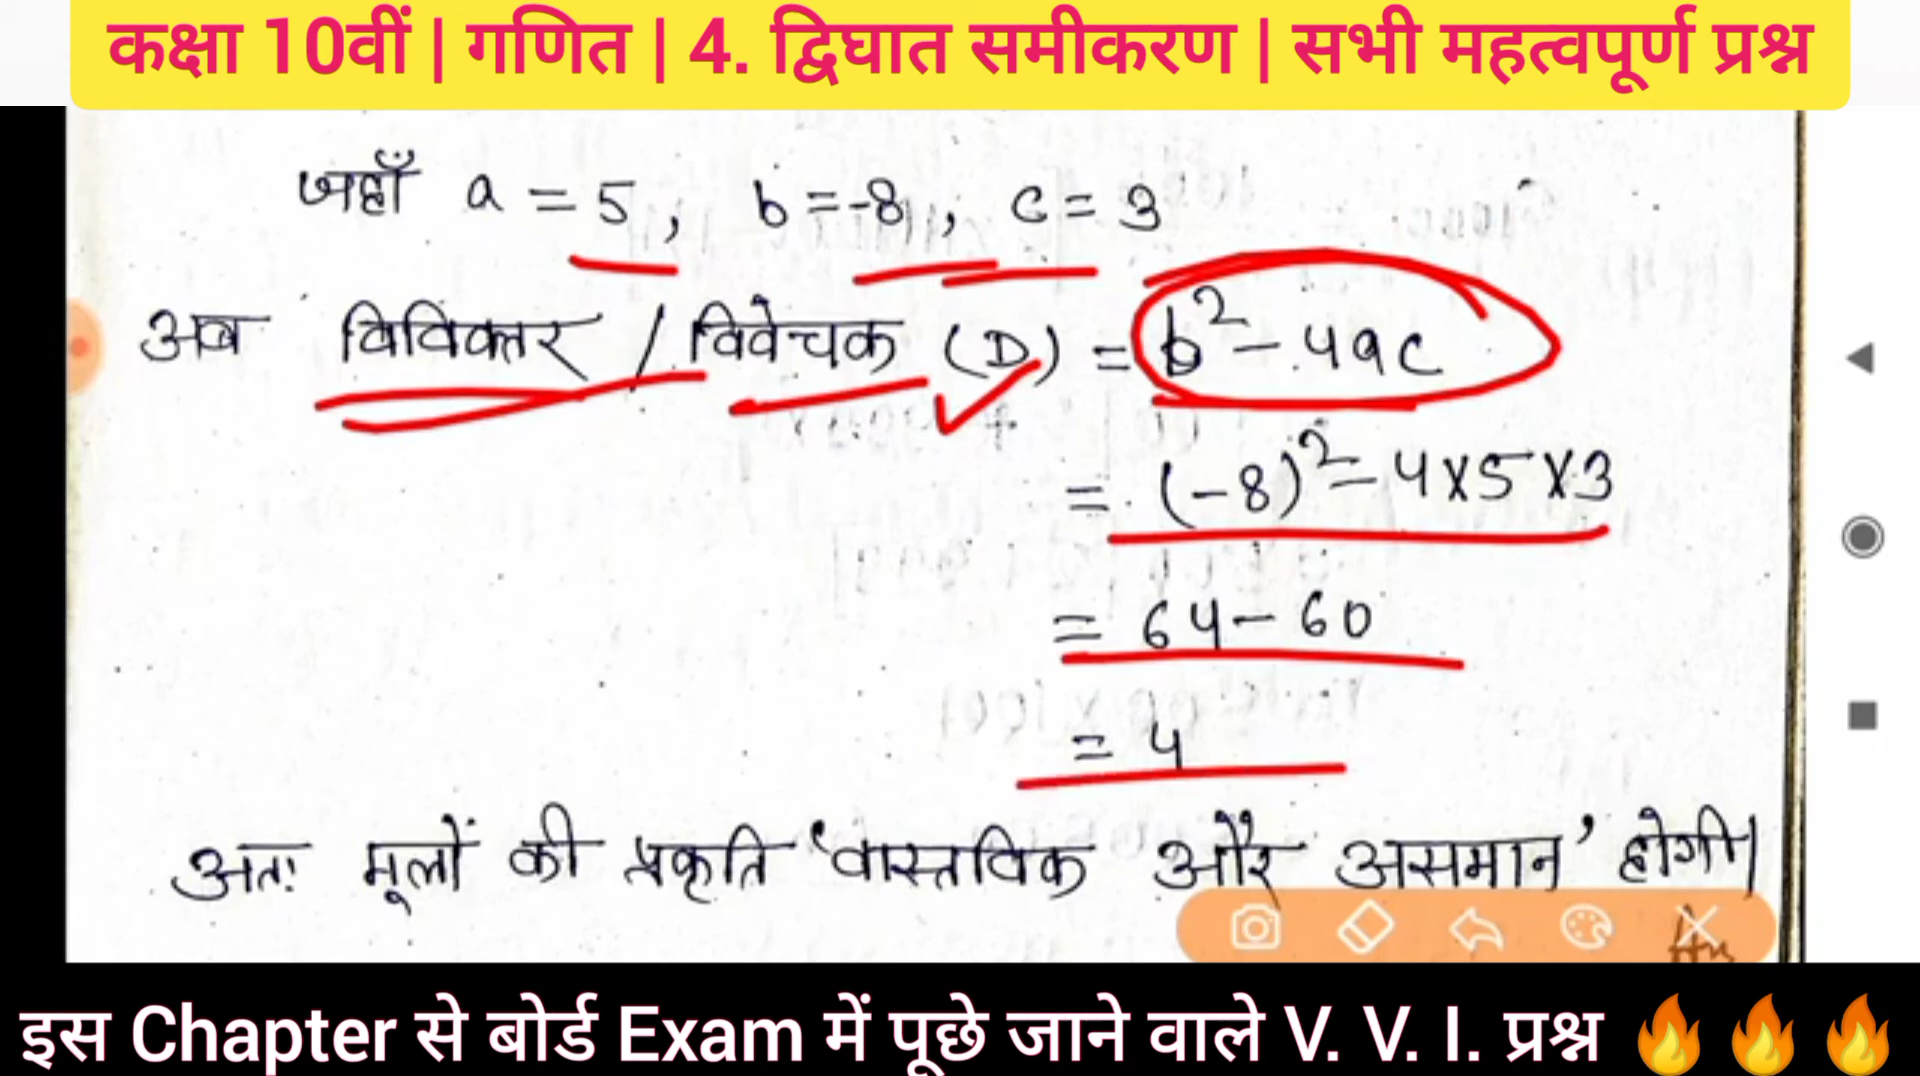 कक्षा 10वीं | गणित | 4. द्विघात समीकरण | सभी महत्वपूर्ण प्रश्न
जहाँ a = 5, b = -8, c = 3
अब विविक्तर / विवेचक (D) = b² - 4ac
= (-8)² - 4×5×3
= 64 - 60
= 4
अतः मूलों की प्रकृति 'वास्तविक और असमान' होगी।
इस Chapter से बोर्ड Exam में पूछे जाने वाले V. V. I. प्रश्न 🔥🔥🔥